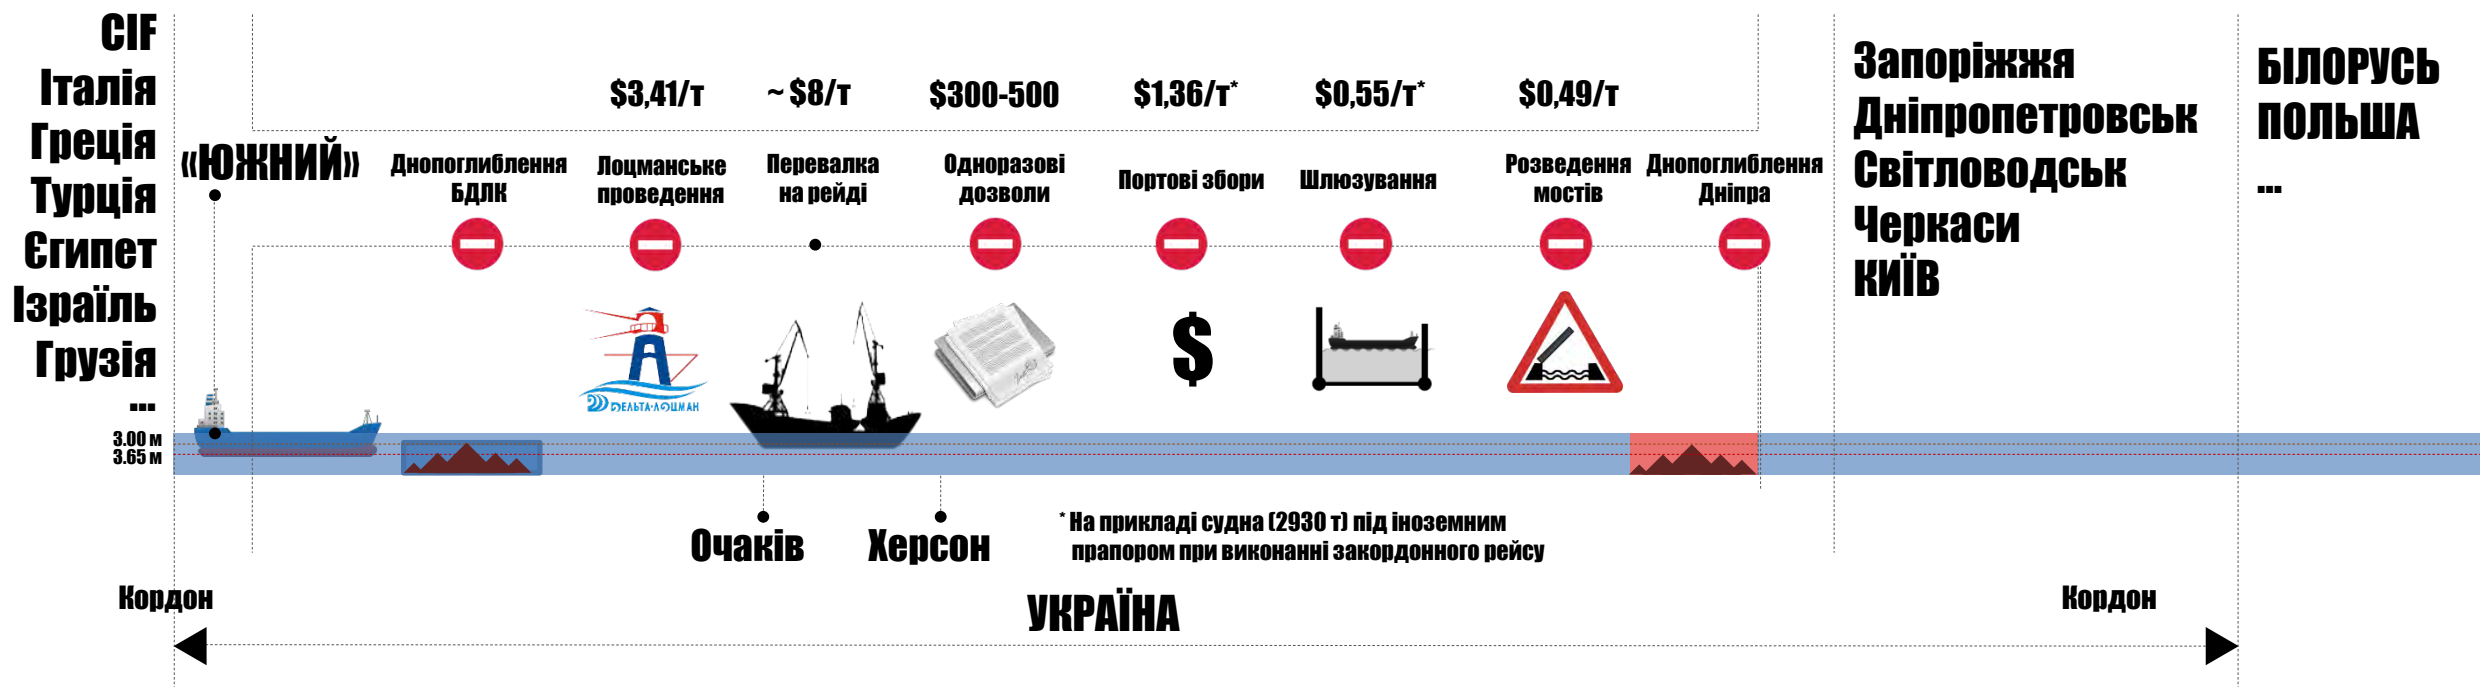 CIF
Італія
Греція
Турція
Єгипет
Ізраїль
Грузія
...
3.00 м
3.65 м
«ЮЖНИЙ»
$3,41/т
~ $8/т
$300-500
$1,36/т*
$0,55/т*
$0,49/т
Днопоглиблення
БДЛК
Лоцманське
проведення
Перевалка
на рейді
Одноразові
дозволи
Портові збори
Шлюзування
Розведення
мостів
Днопоглиблення
Дніпра
ДЕЛЬТА-ЛОЦМАН
$
Запоріжжя
Дніпропетровськ
Світловодськ
Черкаси
КИЇВ
БІЛОРУСЬ
ПОЛЬША
...
Очаків
Херсон
* На прикладі судна (2930 т) під іноземним
прапором при виконанні закордонного рейсу
Кордон
УКРАЇНА
Кордон